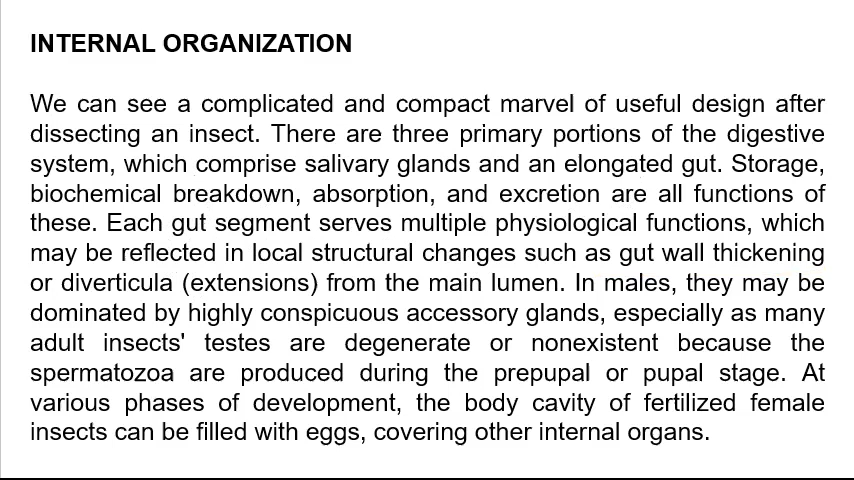 INTERNAL ORGANIZATION
We can see a complicated and compact marvel of useful design after
dissecting an insect. There are three primary portions of the digestive
system, which comprise salivary glands and an elongated gut. Storage,
biochemical breakdown, absorption, and excretion are all functions of
these. Each gut segment serves multiple physiological functions, which
may be reflected in local structural changes such as gut wall thickening
or diverticula (extensions) from the main lumen. In males, they may be
dominated by highly conspicuous accessory glands, especially as many
adult insects' testes are degenerate or nonexistent because the
spermatozoa are produced during the prepupal or pupal stage. At
various phases of development, the body cavity of fertilized female
insects can be filled with eggs, covering other internal organs.